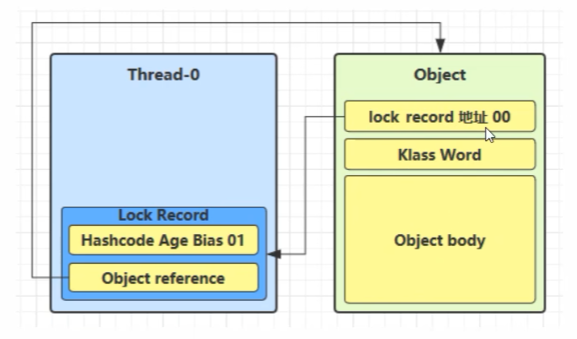 Thread-0
Lock Record
Hashcode Age Bias 01
Object reference
Object
lock record 地址 00
Klass Word
Object body